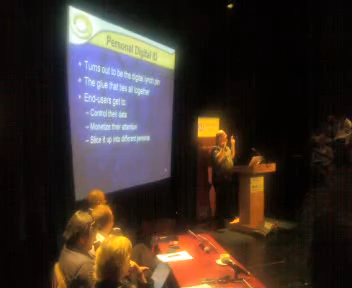 Personal Digital ID
• Turns out to be the digital lynch pin
• The glue that ties all together
• End-users get to:
– Control their data
– Monetize their attention
– Slice it up into different personas